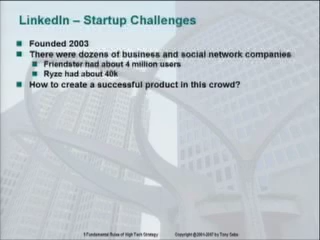 LinkedIn – Startup Challenges
Founded 2003
There were dozens of business and social network companies
Friendster had about 4 million users
Ryze had about 40k
How to create a successful product in this crowd?
5 Fundamental Rules of High Tech Strategy Copyright @2001-2007 by Tony Seba